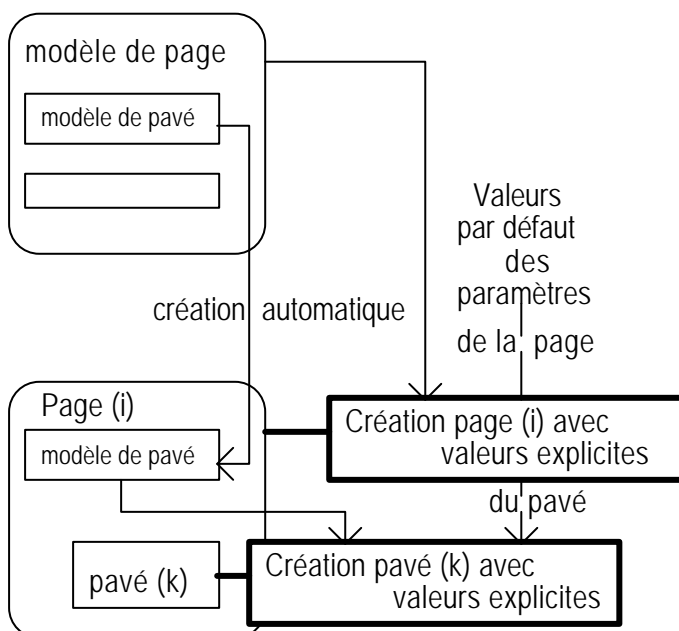 modèle de page
modèle de pavé
Valeurs
par défaut
des
paramètres
création automatique
de la page
Page (i)
Création page (i) avec
valeurs explicites
modèle de pavé
du pavé
Création pavé (k) avec
pavé (k)
valeurs explicites